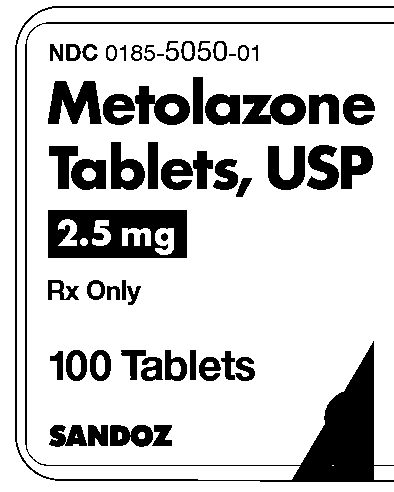 NDC 0185-5050-01
Metolazone
Tablets, USP
2.5 mg
Rx Only
100 Tablets
SANDOZ